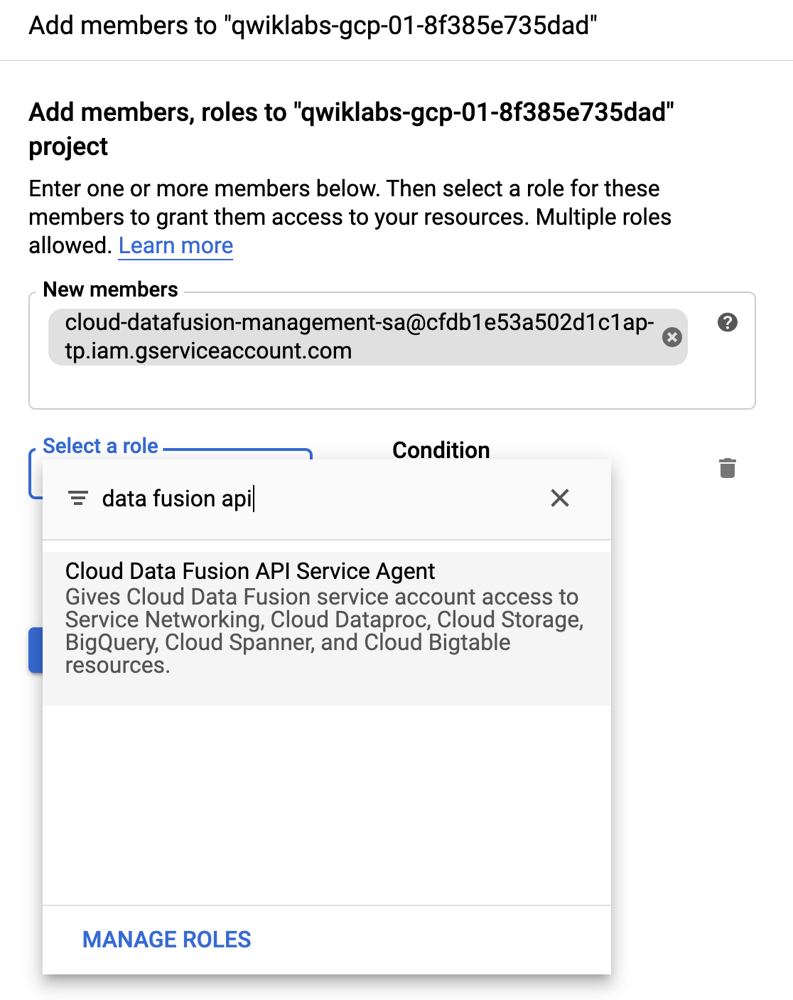 Add members to "qwiklabs-gcp-01-8f385e735dad"
Add members, roles to "qwiklabs-gcp-01-8f385e735dad"
project
Enter one or more members below. Then select a role for these
members to grant them access to your resources. Multiple roles
allowed. Learn more
New members
cloud-datafusion-management-sa@cfdb1e53a502d1c1ap-
tp.iam.gserviceaccount.com
Select a role
Condition
data fusion api
Cloud Data Fusion API Service Agent
Gives Cloud Data Fusion service account access to
Service Networking, Cloud Dataproc, Cloud Storage,
BigQuery, Cloud Spanner, and Cloud Bigtable
resources.
MANAGE ROLES